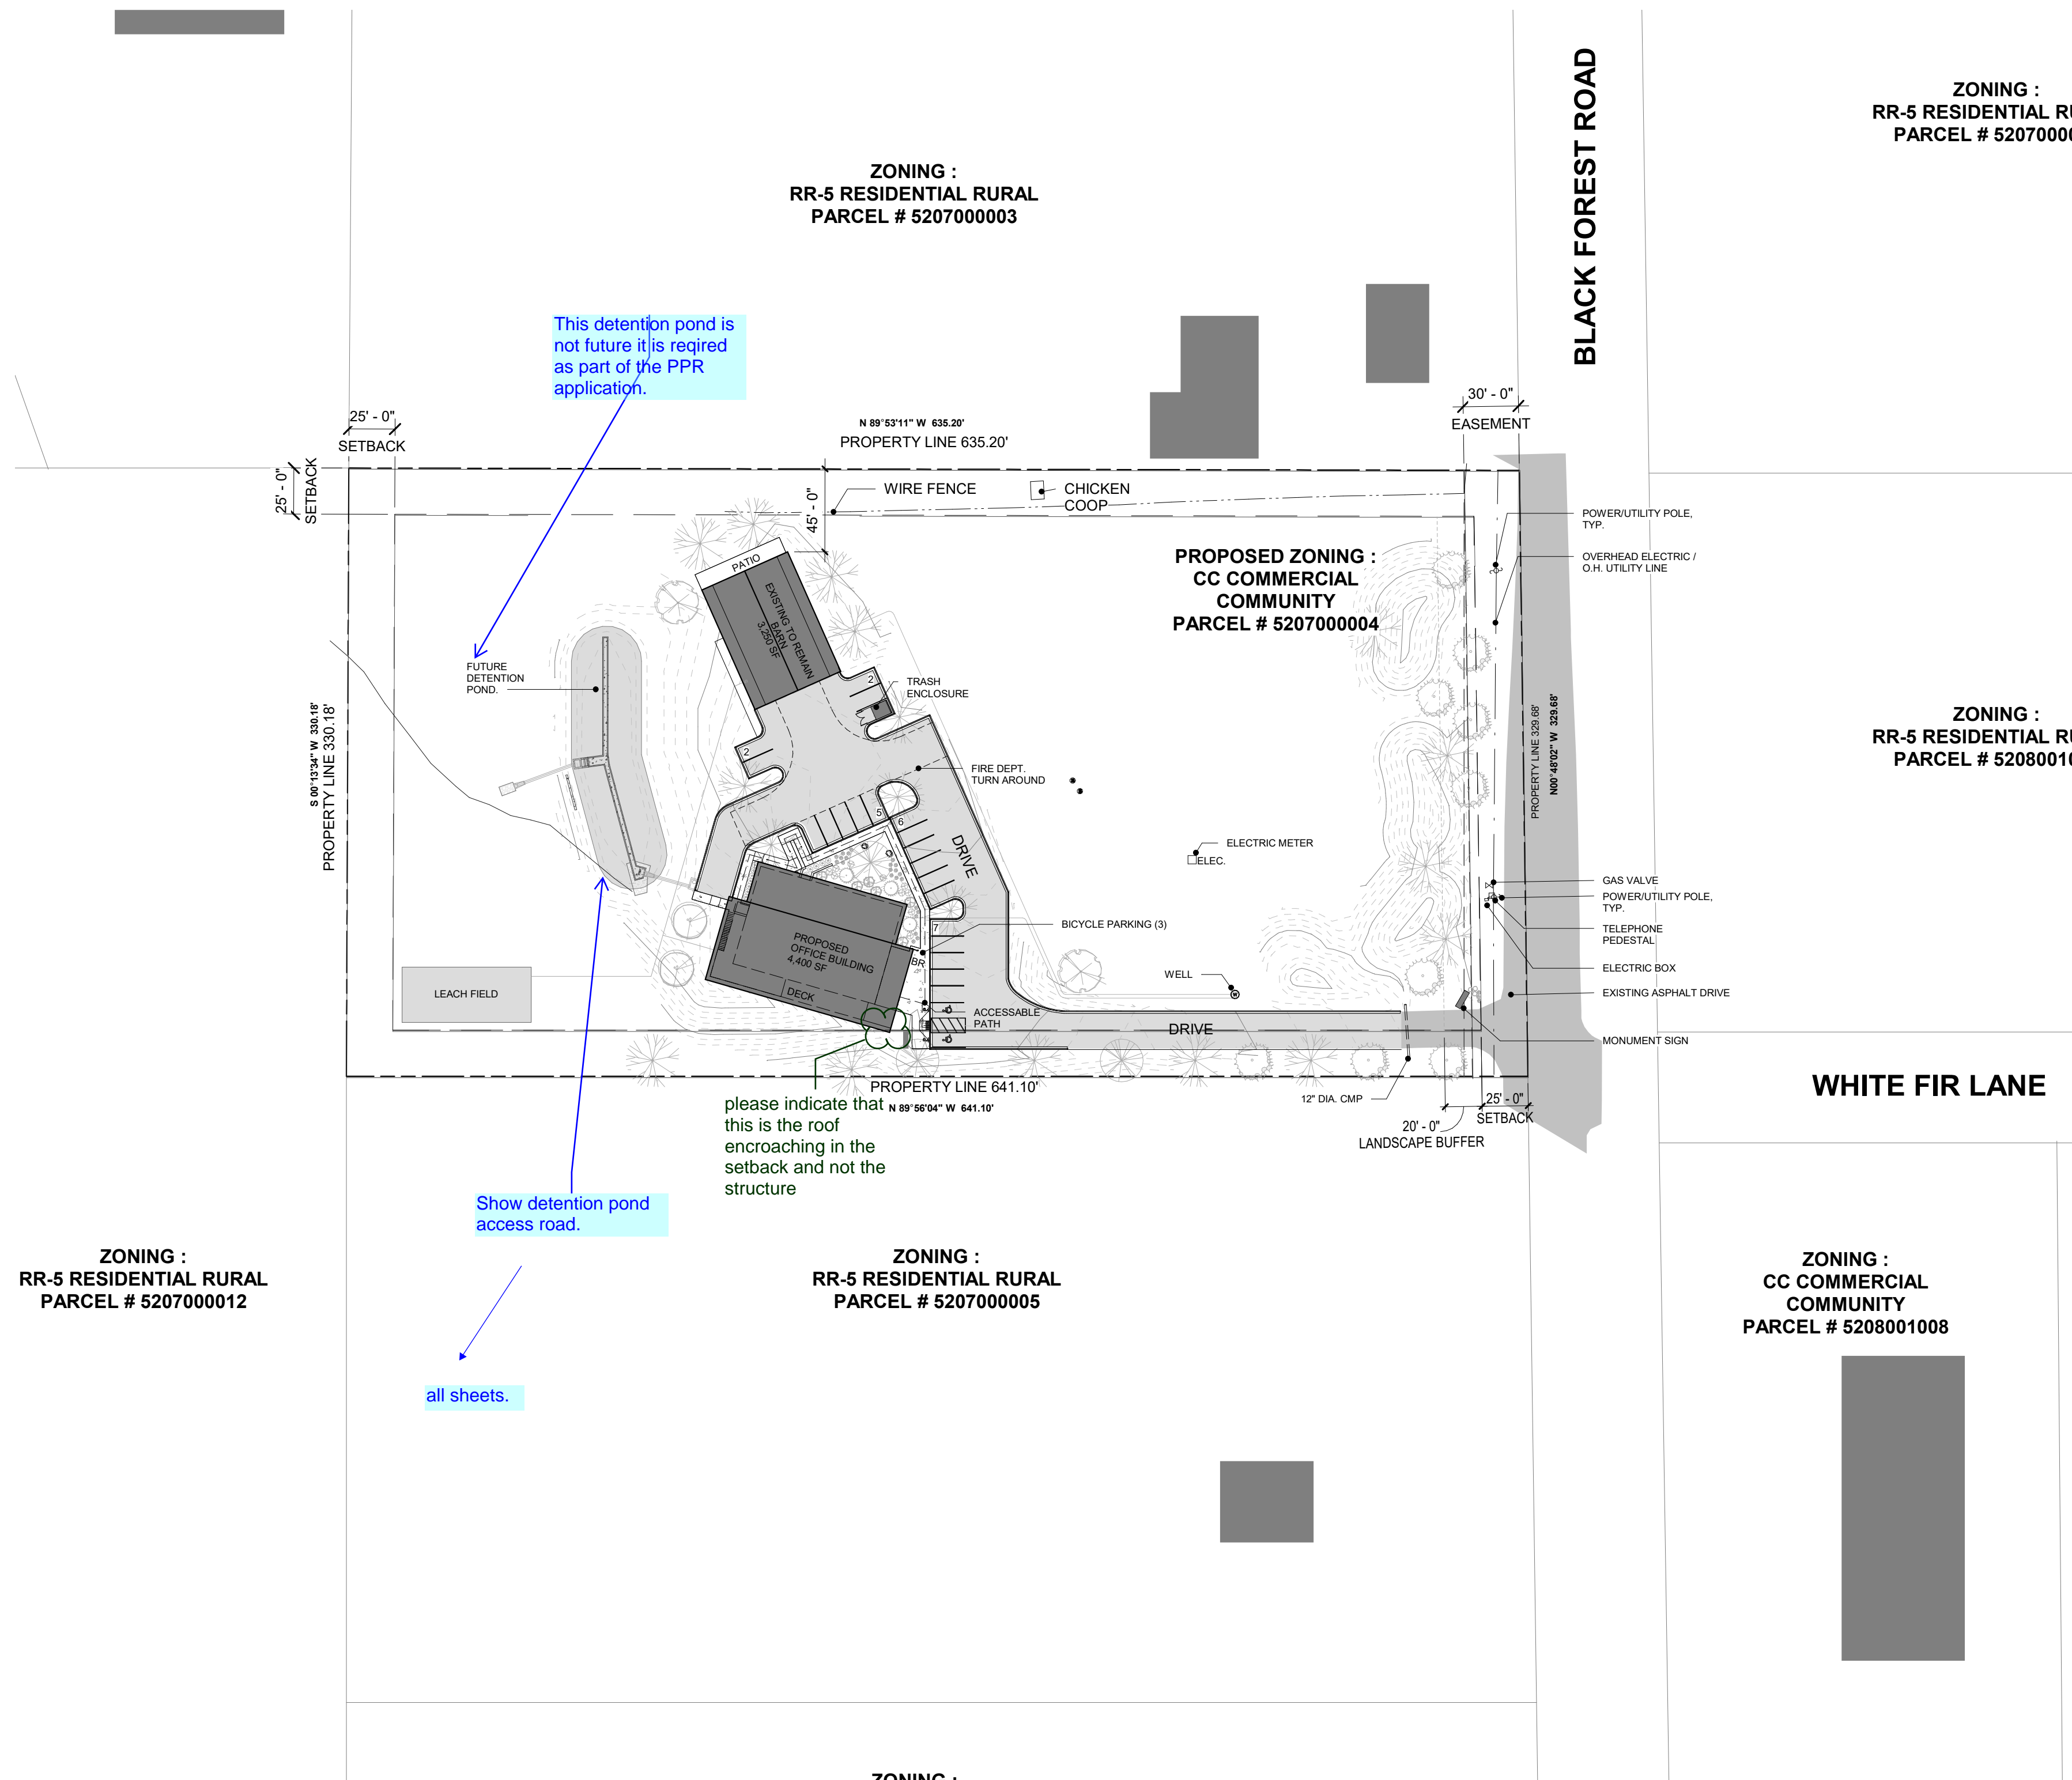 BLACK FOREST ROAD
ZONING :
RR-5 RESIDENTIAL RU
PARCEL # 52070000
ZONING :
RR-5 RESIDENTIAL RURAL
PARCEL # 5207000003
This detention pond is
not future it is reqired
as part of the PPR
application.
25' - 0"
SETBACK
25' - 0"
SETBACK
N 89°53'11" W 635.20'
PROPERTY LINE 635.20'
30' - 0"
EASEMENT
45' - 0"
WIRE FENCE
CHICKEN
COOP
POWER/UTILITY POLE,
TYP.
OVERHEAD ELECTRIC /
O.H. UTILITY LINE
PROPOSED ZONING :
CC COMMERCIAL
COMMUNITY
PARCEL # 5207000004
PATIO
EXISTING TO REMAIN
BARN
3,250 SF
FUTURE
DETENTION
POND.
2
TRASH
ENCLOSURE
2
S 00°13'34" W 330.18'
PROPERTY LINE 330.18'
FIRE DEPT.
TURN AROUND
5
6
DRIVE
PROPERTY LINE 329.68'
N00°48'02" W 329.68'
ZONING :
RR-5 RESIDENTIAL RU
PARCEL # 52080010
ELECTRIC METER
ELEC.
GAS VALVE
POWER/UTILITY POLE,
TYP.
TELEPHONE
PEDESTAL
ELECTRIC BOX
EXISTING ASPHALT DRIVE
MONUMENT SIGN
BICYCLE PARKING (3)
7
BR
PROPOSED
OFFICE BUILDING
4,400 SF
DECK
LEACH FIELD
WELL
W
ACCESSABLE
PATH
DRIVE
PROPERTY LINE 641.10'
N 89°56'04" W 641.10'
12" DIA. CMP
25' - 0"
SETBACK
20' - 0"
LANDSCAPE BUFFER
WHITE FIR LANE
please indicate that
this is the roof
encroaching in the
setback and not the
structure
Show detention pond
access road.
all sheets.
ZONING :
RR-5 RESIDENTIAL RURAL
PARCEL # 5207000012
ZONING :
RR-5 RESIDENTIAL RURAL
PARCEL # 5207000005
ZONING :
CC COMMERCIAL
COMMUNITY
PARCEL # 5208001008
ZONING :